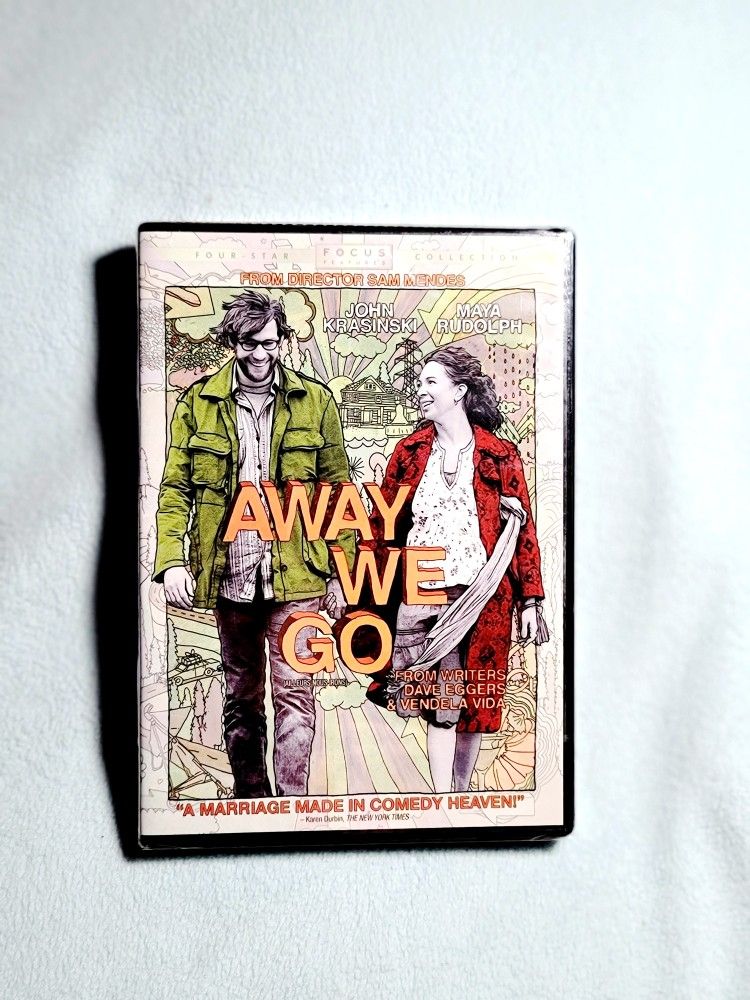 FOUR-STAR FOCUS FEATURES COLLECTION
FROM DIRECTOR SAM MENDES
JOHN KRASINSKI
MAYA RUDOLPH
AWAY
WE
GO
FROM WRITERS
DAVE EGGERS
& VENDELA VIDA
"A MARRIAGE MADE IN COMEDY HEAVEN!"
–Karen Durbin, THE NEW YORK TIMES